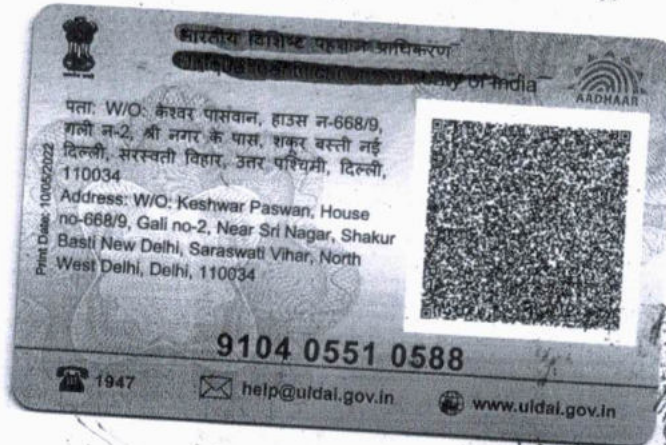 भारतीय विशिष्ट पहचान प्राधिकरण
of India
AADHAAR
पता: W/O: केश्वर पासवान, हाउस न-668/9,
गली न-2, श्री नगर के पास, शकुर बस्ती नई
दिल्ली, सरस्वती विहार, उत्तर पश्चिमी, दिल्ली,
110034
Address: W/O: Keshwar Paswan, House
no-668/9, Gali no-2, Near Sri Nagar, Shakur
Basti New Delhi, Saraswati Vihar, North
West Delhi, Delhi, 110034
Print Date: 10/06/2022
9104 0551 0588
1947
help@uidai.gov.in
www.uidai.gov.in